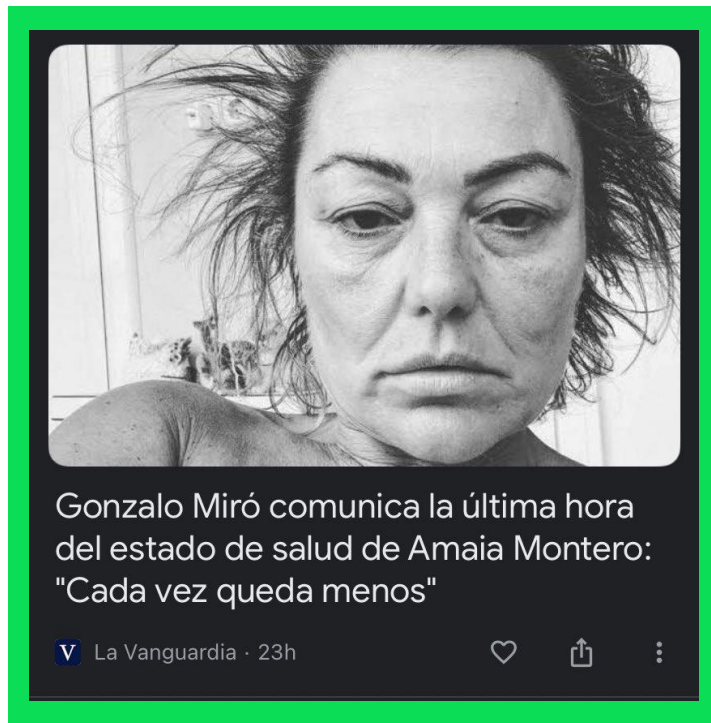 Gonzalo Miró comunica la última hora
del estado de salud de Amaia Montero:
"Cada vez queda menos"
V La Vanguardia · 23h